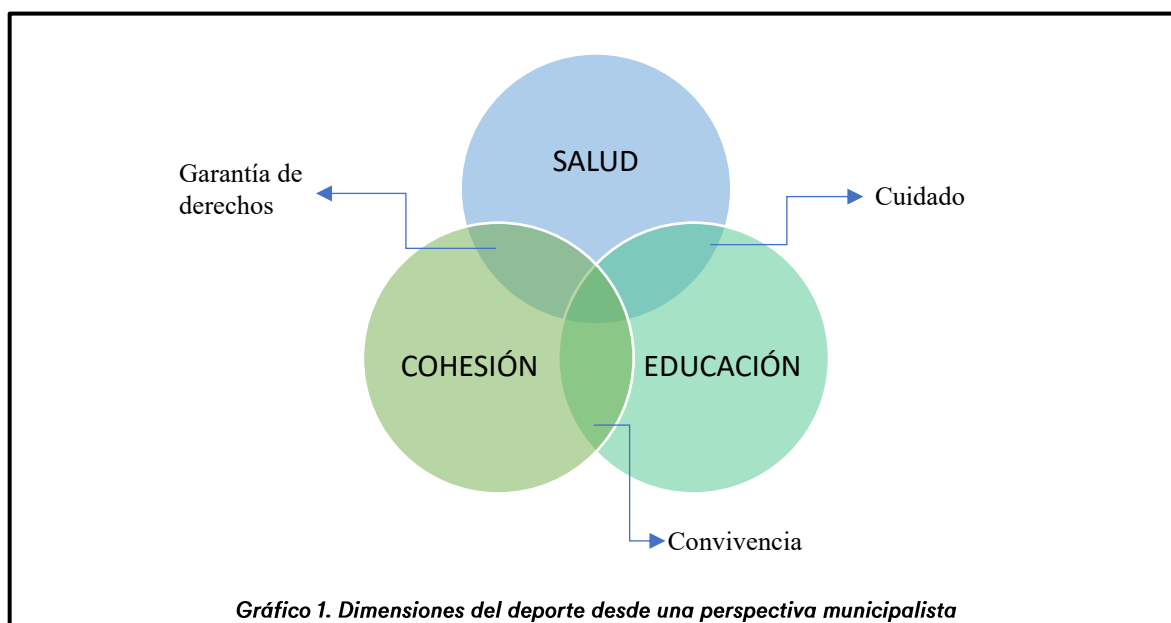 SALUD
Garantía de
derechos
Cuidado
COHESIÓN
EDUCACIÓN
Convivencia
Gráfico 1. Dimensiones del deporte desde una perspectiva municipalista